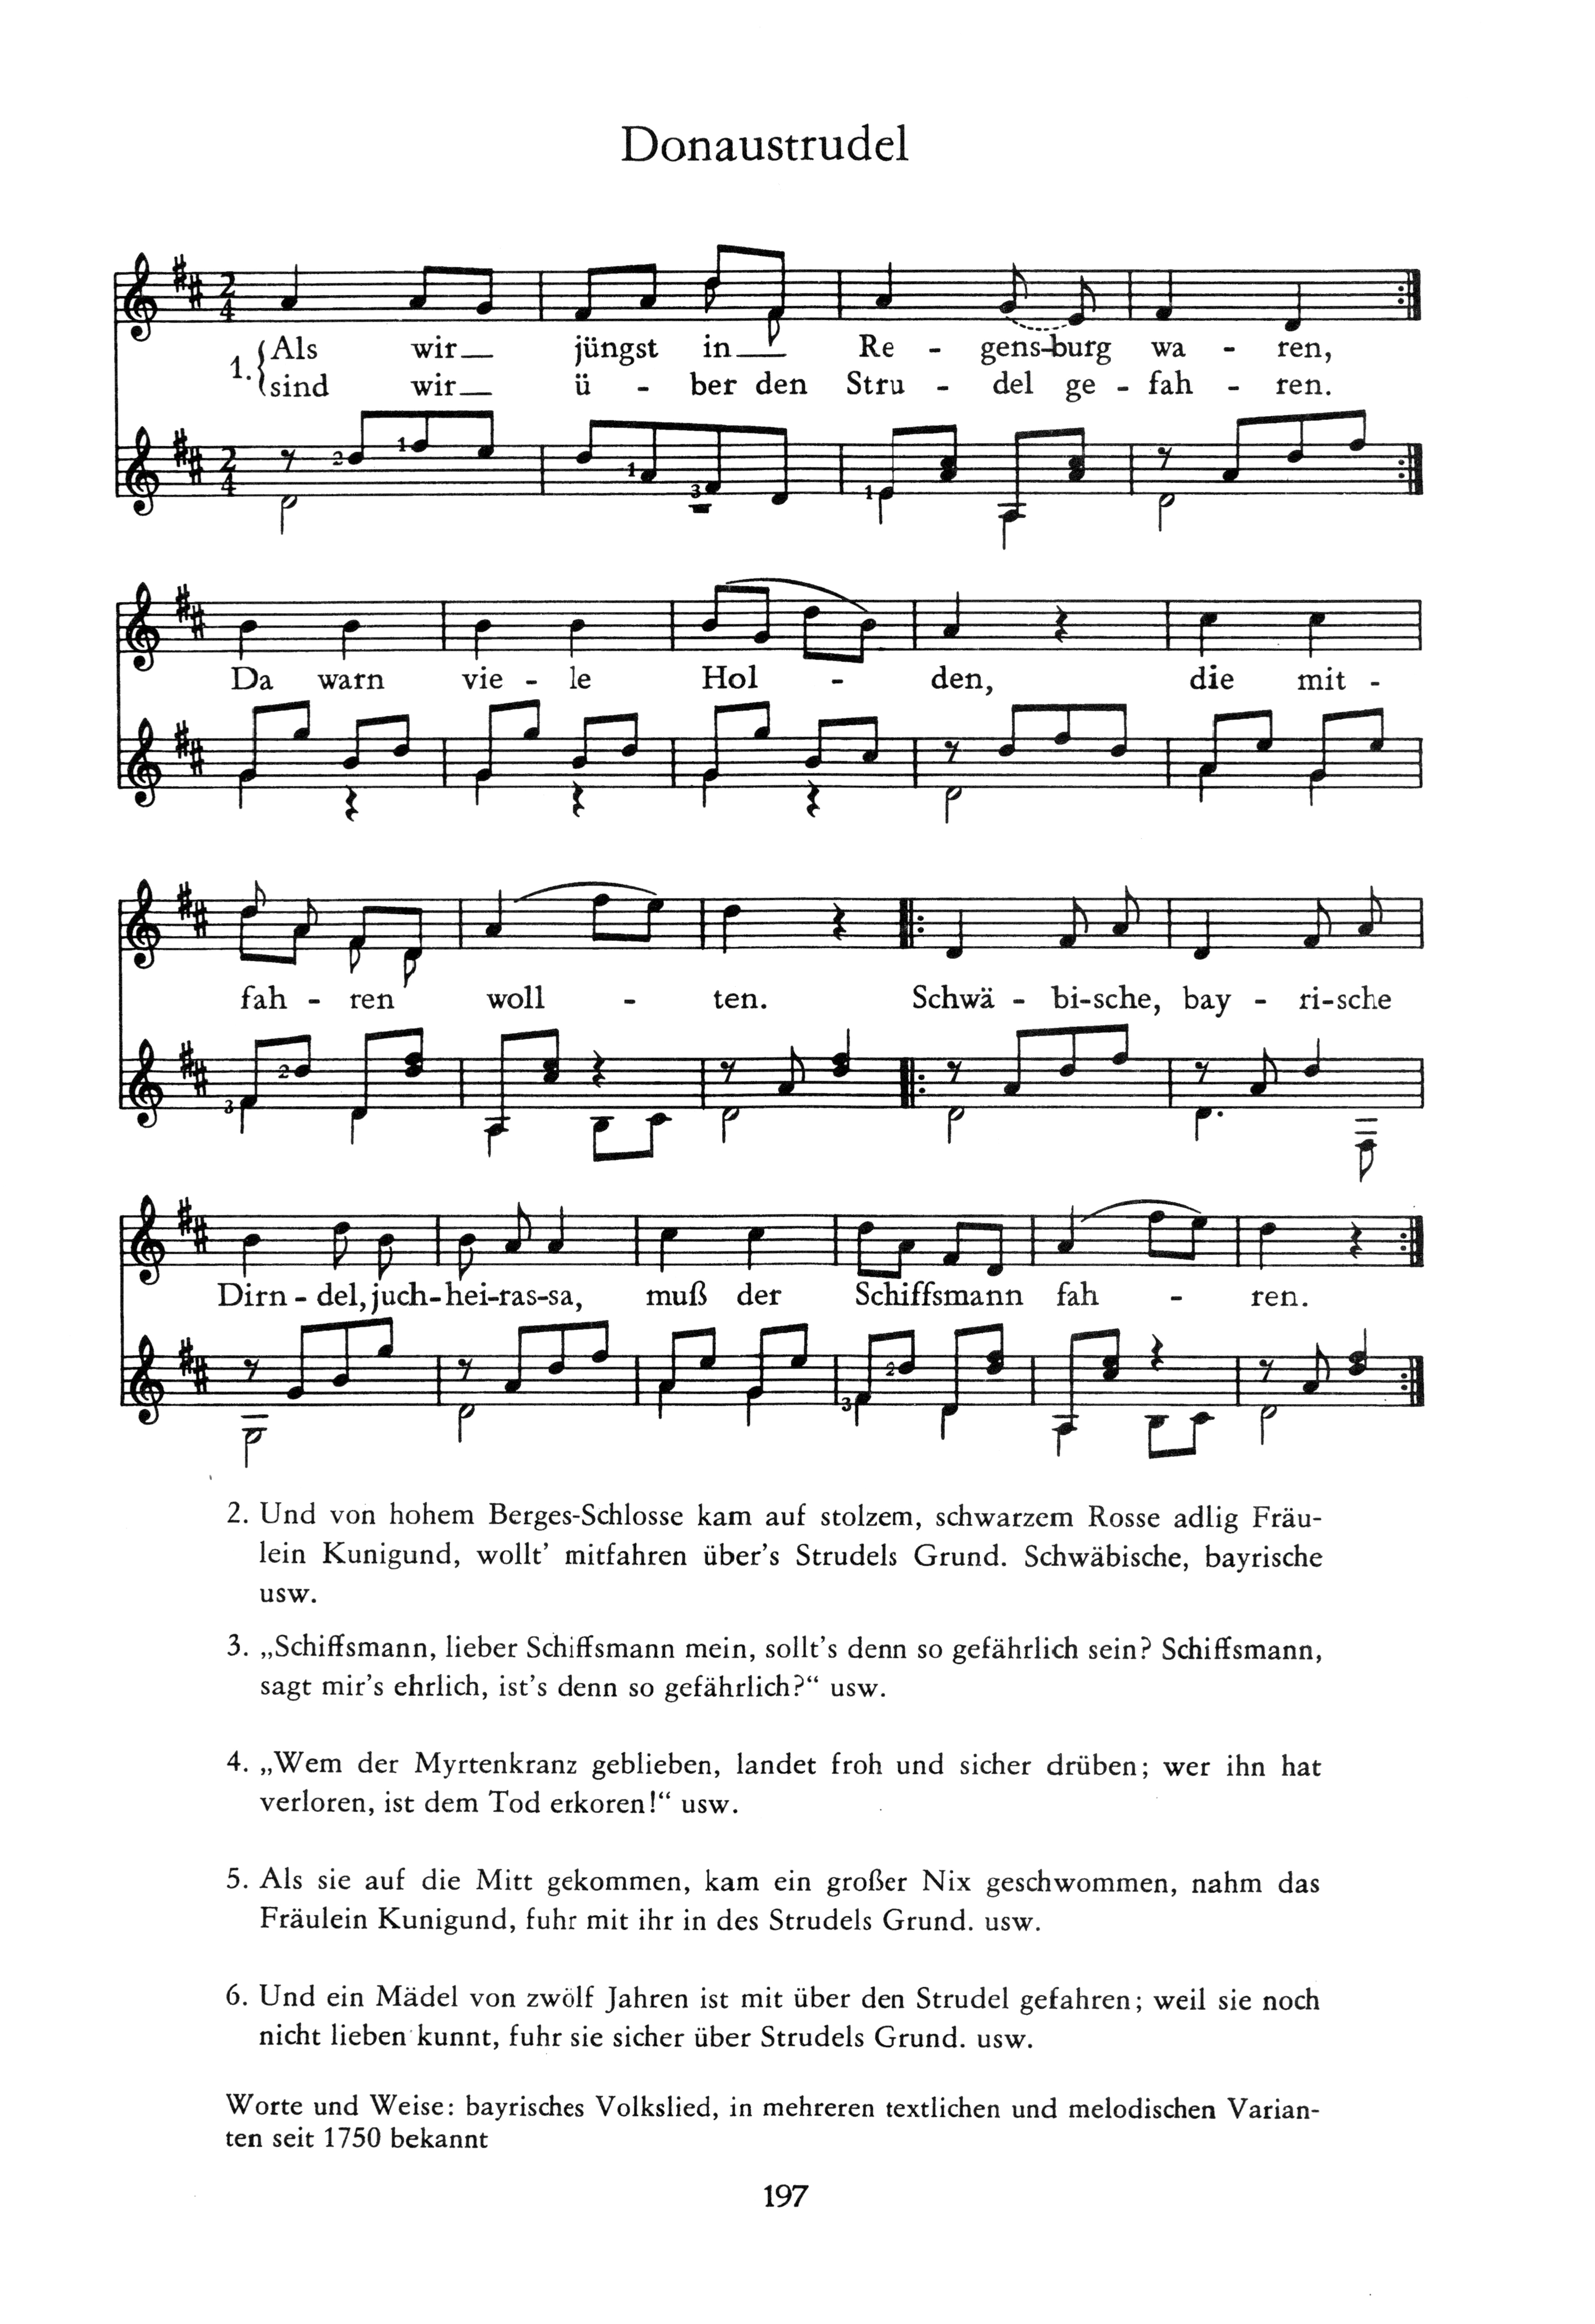 Donaustrudel
1. Als wir jüngst in Re - gens-burg wa - ren,
sind wir ü - ber den Stru - del ge - fah - ren.
Da warn vie - le Hol - den, die mit -
fah - ren woll - ten. Schwä - bi-sche, bay - ri-sche
Dirn - del, juch-hei-ras-sa, muß der Schiffsmann fah - ren.
2. Und von hohem Berges-Schlosse kam auf stolzem, schwarzem Rosse adlig Fräu-
lein Kunigund, wollt' mitfahren über's Strudels Grund. Schwäbische, bayrische
usw.
3. „Schiffsmann, lieber Schiffsmann mein, sollt's denn so gefährlich sein? Schiffsmann,
sagt mir's ehrlich, ist's denn so gefährlich?“ usw.
4. „Wem der Myrtenkranz geblieben, landet froh und sicher drüben; wer ihn hat
verloren, ist dem Tod erkoren!“ usw.
5. Als sie auf die Mitt gekommen, kam ein großer Nix geschwommen, nahm das
Fräulein Kunigund, fuhr mit ihr in des Strudels Grund. usw.
6. Und ein Mädel von zwölf Jahren ist mit über den Strudel gefahren; weil sie noch
nicht lieben kunnt, fuhr sie sicher über Strudels Grund. usw.
Worte und Weise: bayrisches Volkslied, in mehreren textlichen und melodischen Varian-
ten seit 1750 bekannt
197